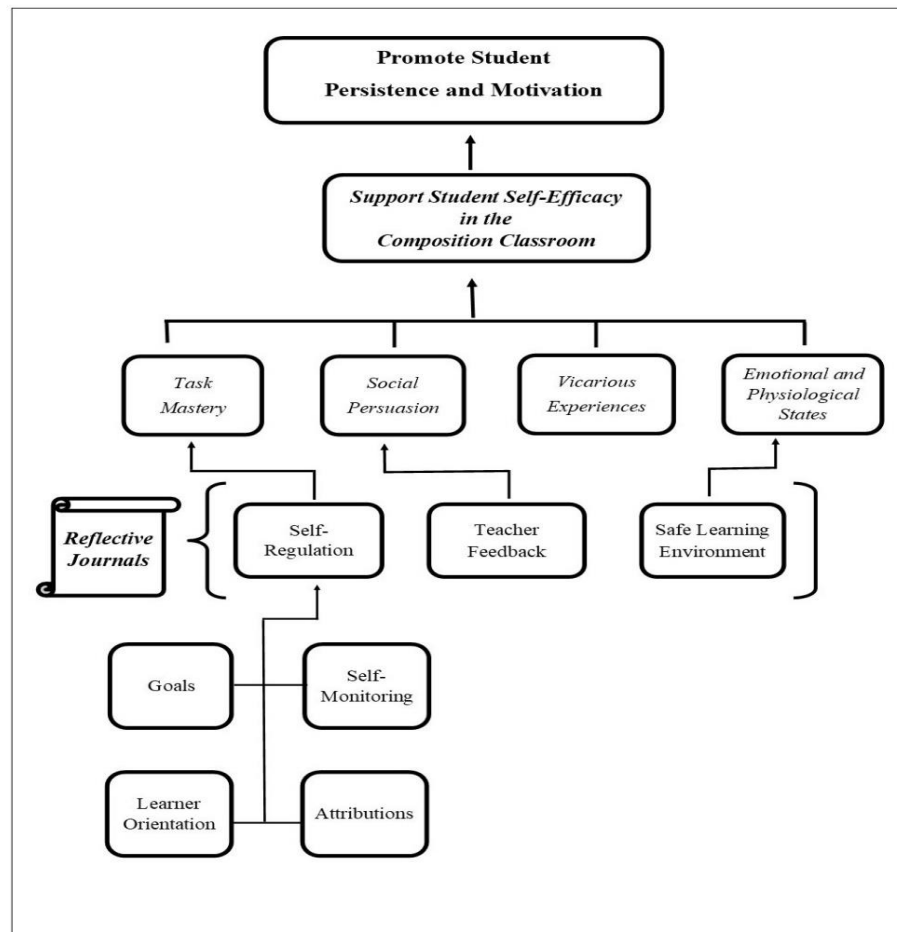 Promote Student
Persistence and Motivation
Support Student Self-Efficacy
in the
Composition Classroom
Task
Mastery
Social
Persuasion
Vicarious
Experiences
Emotional and
Physiological
States
Reflective
Journals
Self-
Regulation
Teacher
Feedback
Safe Learning
Environment
Goals
Self-
Monitoring
Learner
Orientation
Attributions